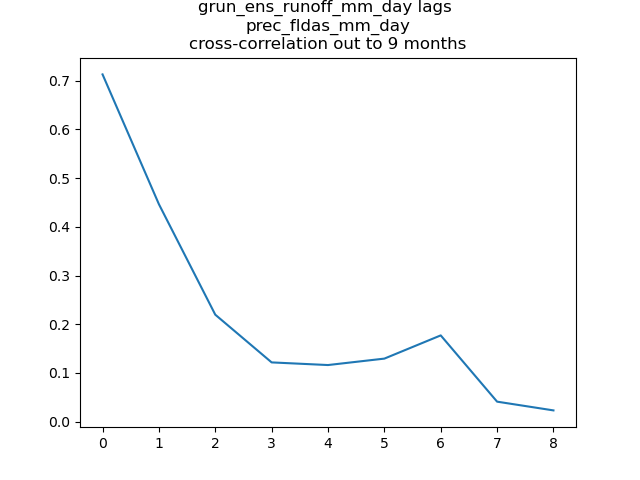 grun_ens_runoff_mm_day lags
prec_fldas_mm_day
cross-correlation out to 9 months
0.7
0.6
0.5
0.4
0.3
0.2
0.1
0.0
0 1 2 3 4 5 6 7 8